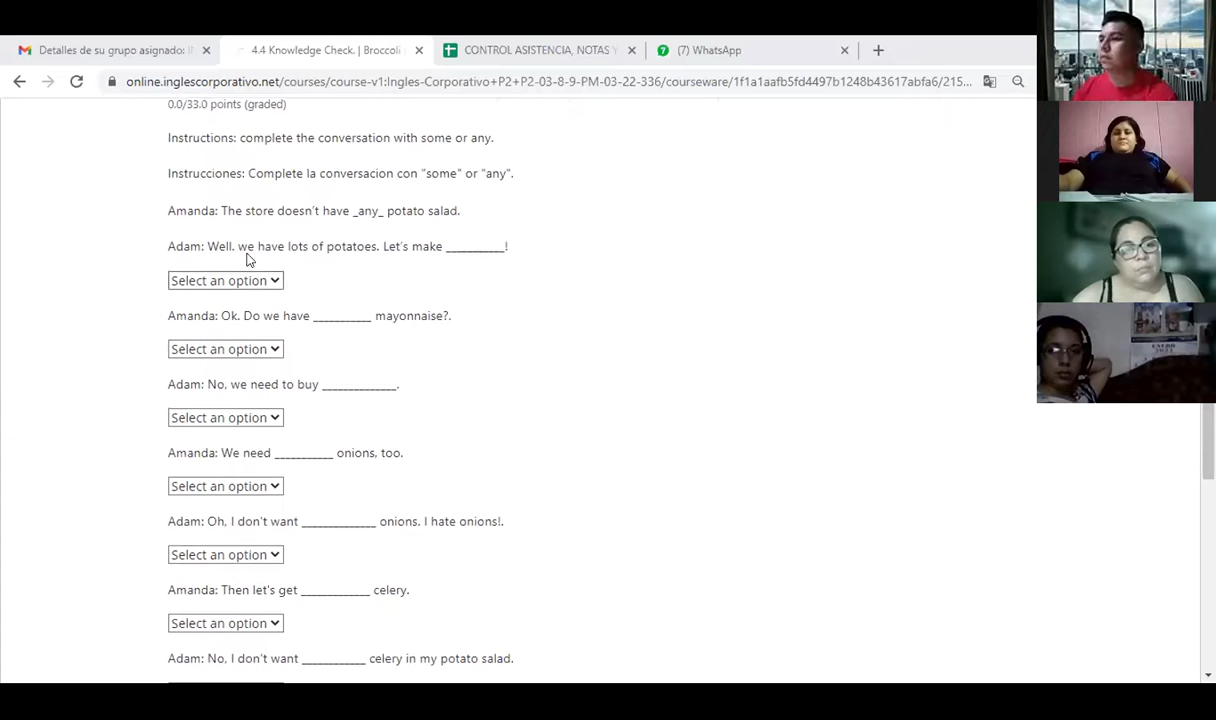 Detalles de su grupo asignado: I
4.4 Knowledge Check. | Broccoli
CONTROL ASISTENCIA, NOTAS Y
(7) WhatsApp
online.inglescorporativo.net/courses/course-v1:Ingles-Corporativo+P2+P2-03-8-9-PM-03-22-336/courseware/1f1a1aafb5fd4497b1248b43617abfa6/215...
0.0/33.0 points (graded)
Instructions: complete the conversation with some or any.
Instrucciones: Complete la conversacion con "some" or "any".
Amanda: The store doesn't have _any_ potato salad.
Adam: Well. we have lots of potatoes. Let's make ___________!
Select an option
Amanda: Ok. Do we have ___________ mayonnaise?.
Select an option
Adam: No, we need to buy ______________.
Select an option
Amanda: We need ___________ onions, too.
Select an option
Adam: Oh, I don't want ______________ onions. I hate onions!.
Select an option
Amanda: Then let's get _____________ celery.
Select an option
Adam: No, I don't want ____________ celery in my potato salad.
ENERO